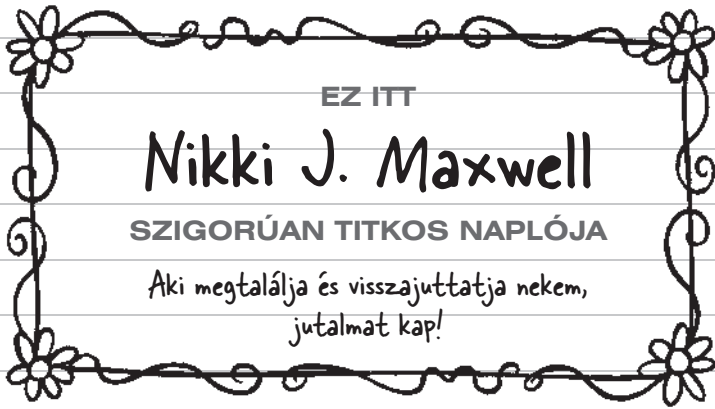 EZ ITT
Nikki J. Maxwell
SZIGORÚAN TITKOS NAPLÓJA
Aki megtalálja és visszajuttatja nekem,
jutalmat kap!